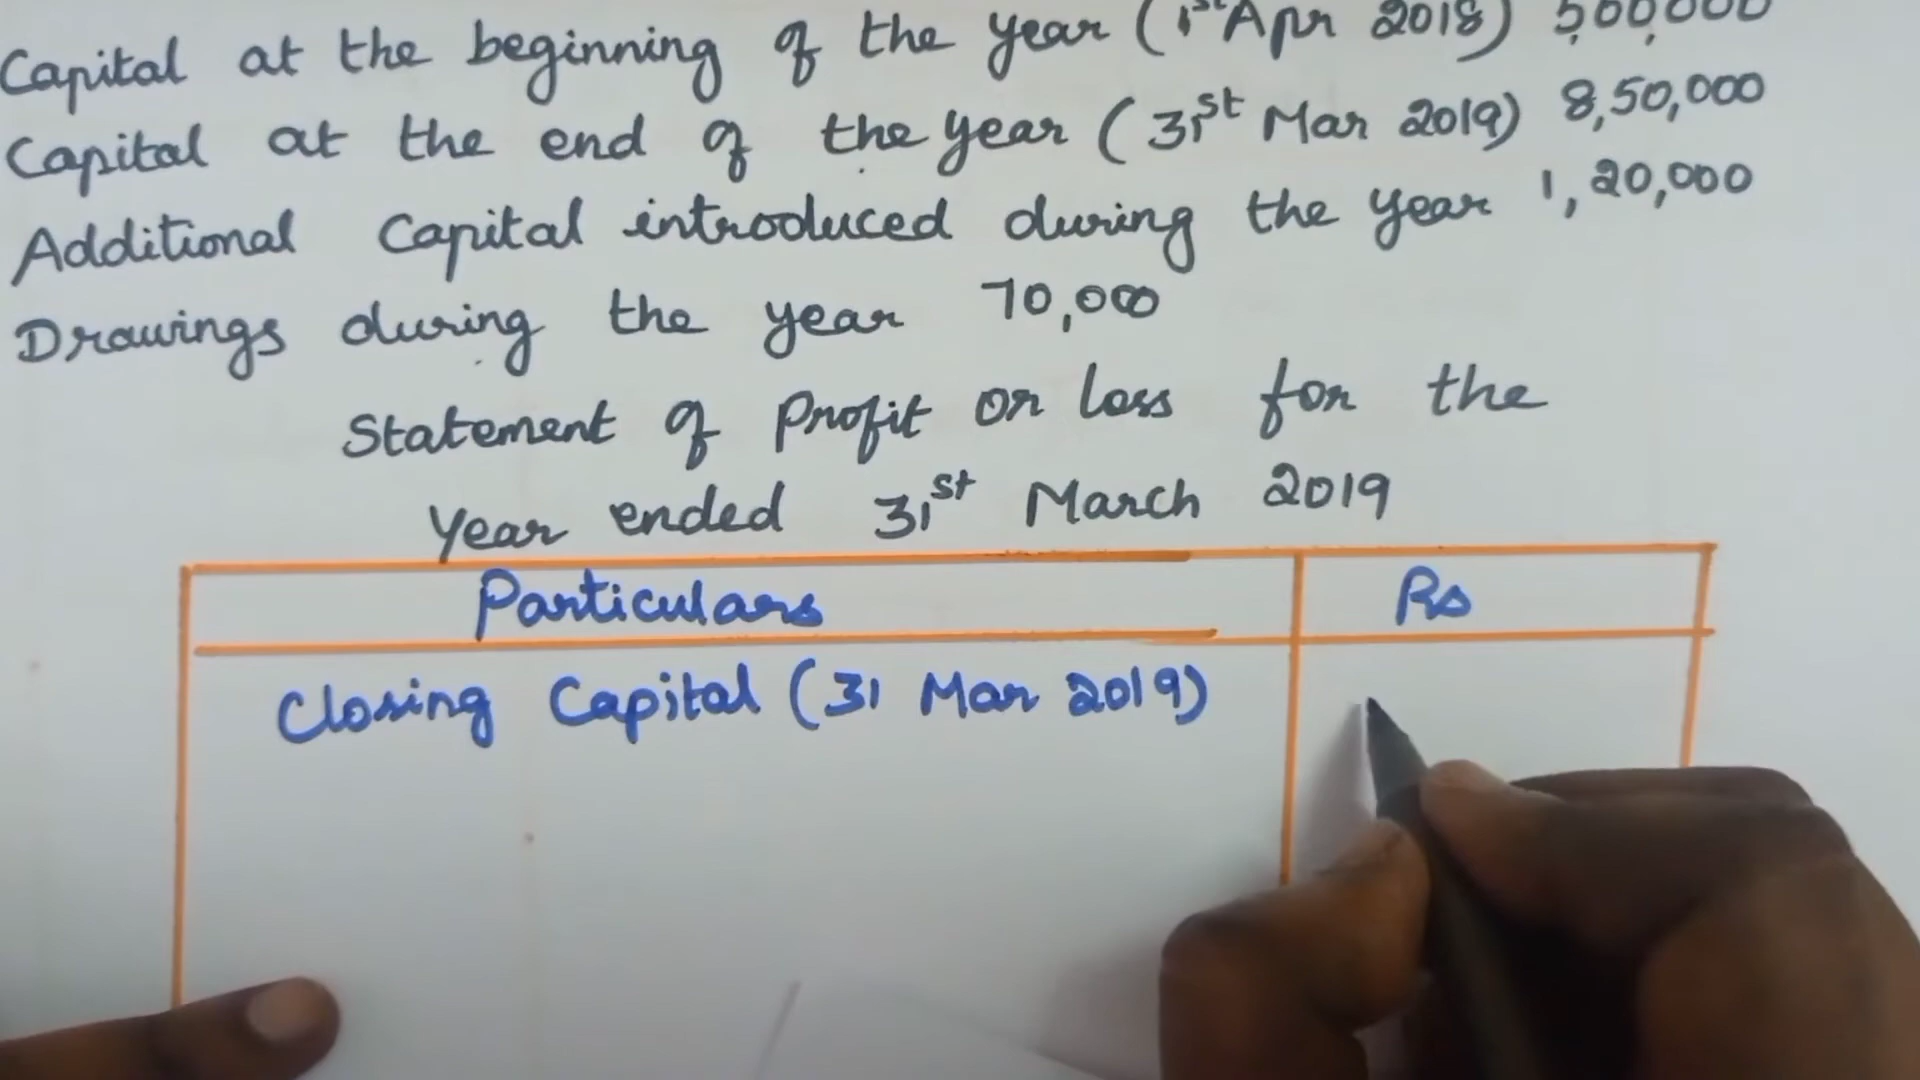 Capital at the beginning of the year (1st Apr 2018) 5,00,000
Capital at the end of the year (31st Mar 2019) 8,50,000
Additional Capital introduced during the year 1,20,000
Drawings during the year 70,000
Statement of Profit or loss for the
Year ended 31st March 2019
Particulars Rs
Closing Capital (31 Mar 2019)